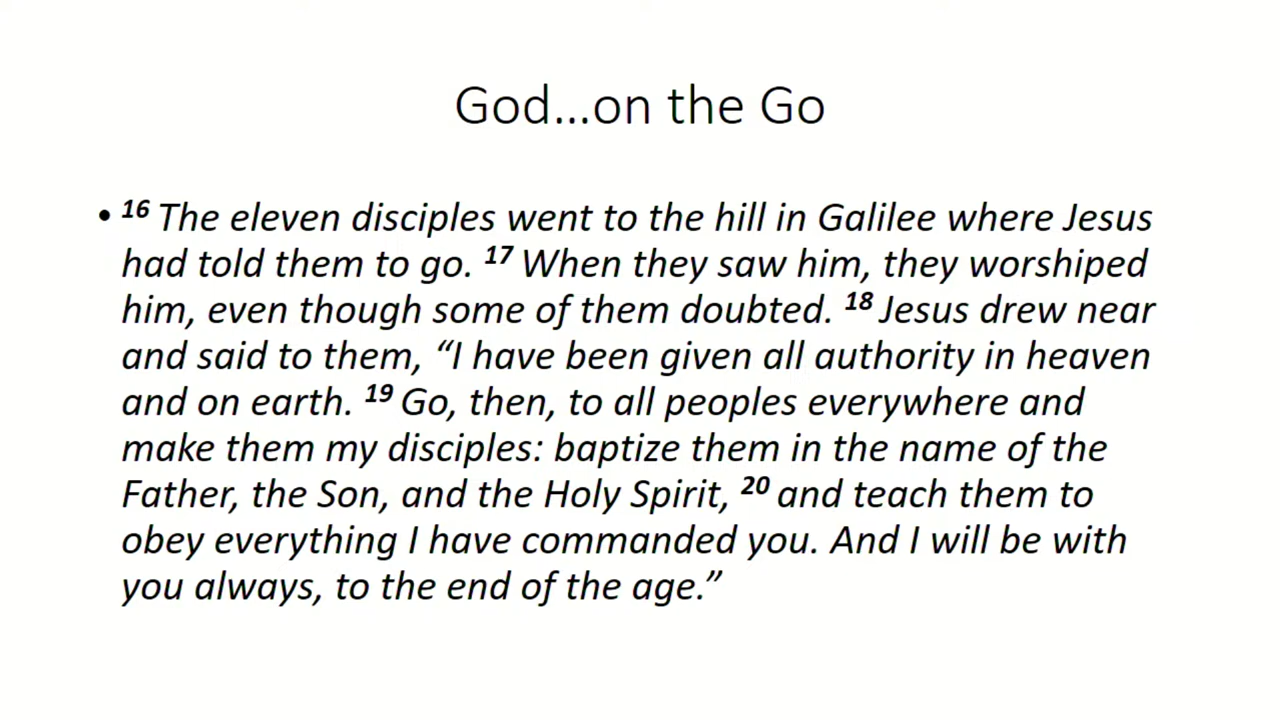 God...on the Go
• 16 The eleven disciples went to the hill in Galilee where Jesus
had told them to go. 17 When they saw him, they worshiped
him, even though some of them doubted. 18 Jesus drew near
and said to them, “I have been given all authority in heaven
and on earth. 19 Go, then, to all peoples everywhere and
make them my disciples: baptize them in the name of the
Father, the Son, and the Holy Spirit, 20 and teach them to
obey everything I have commanded you. And I will be with
you always, to the end of the age.”